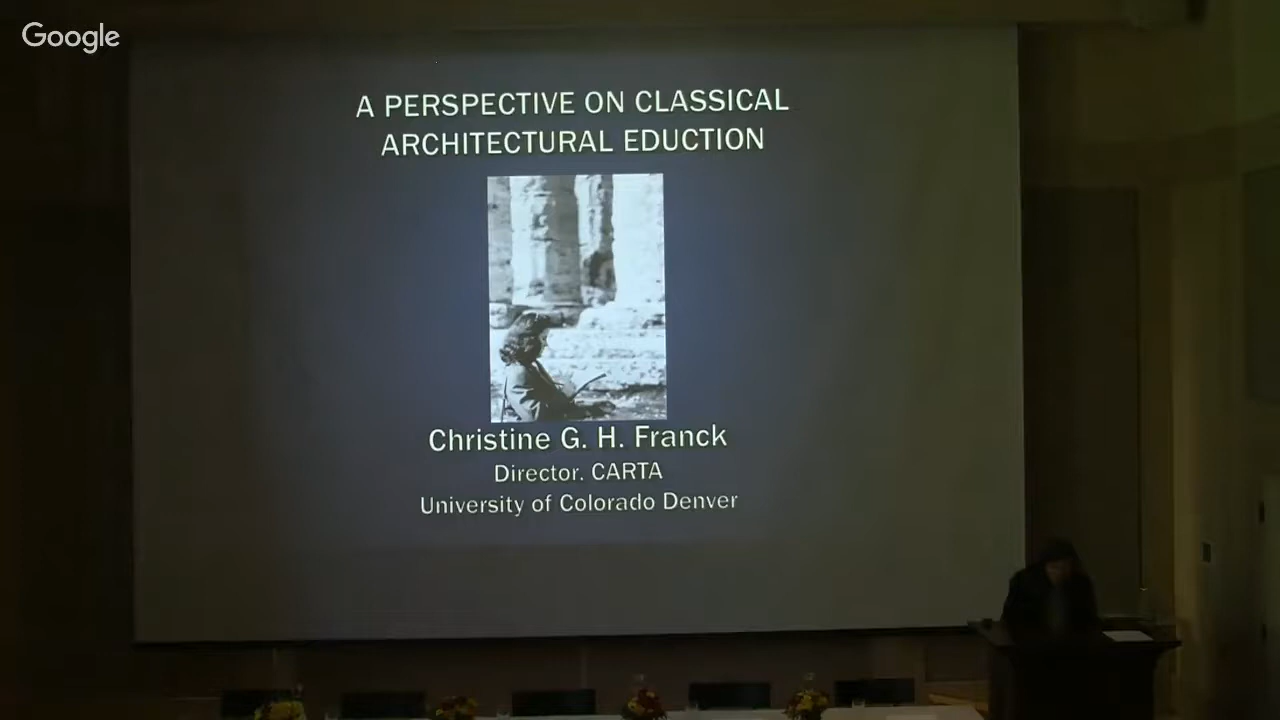 Google
A PERSPECTIVE ON CLASSICAL
ARCHITECTURAL EDUCTION
Christine G. H. Franck
Director. CARTA
University of Colorado Denver